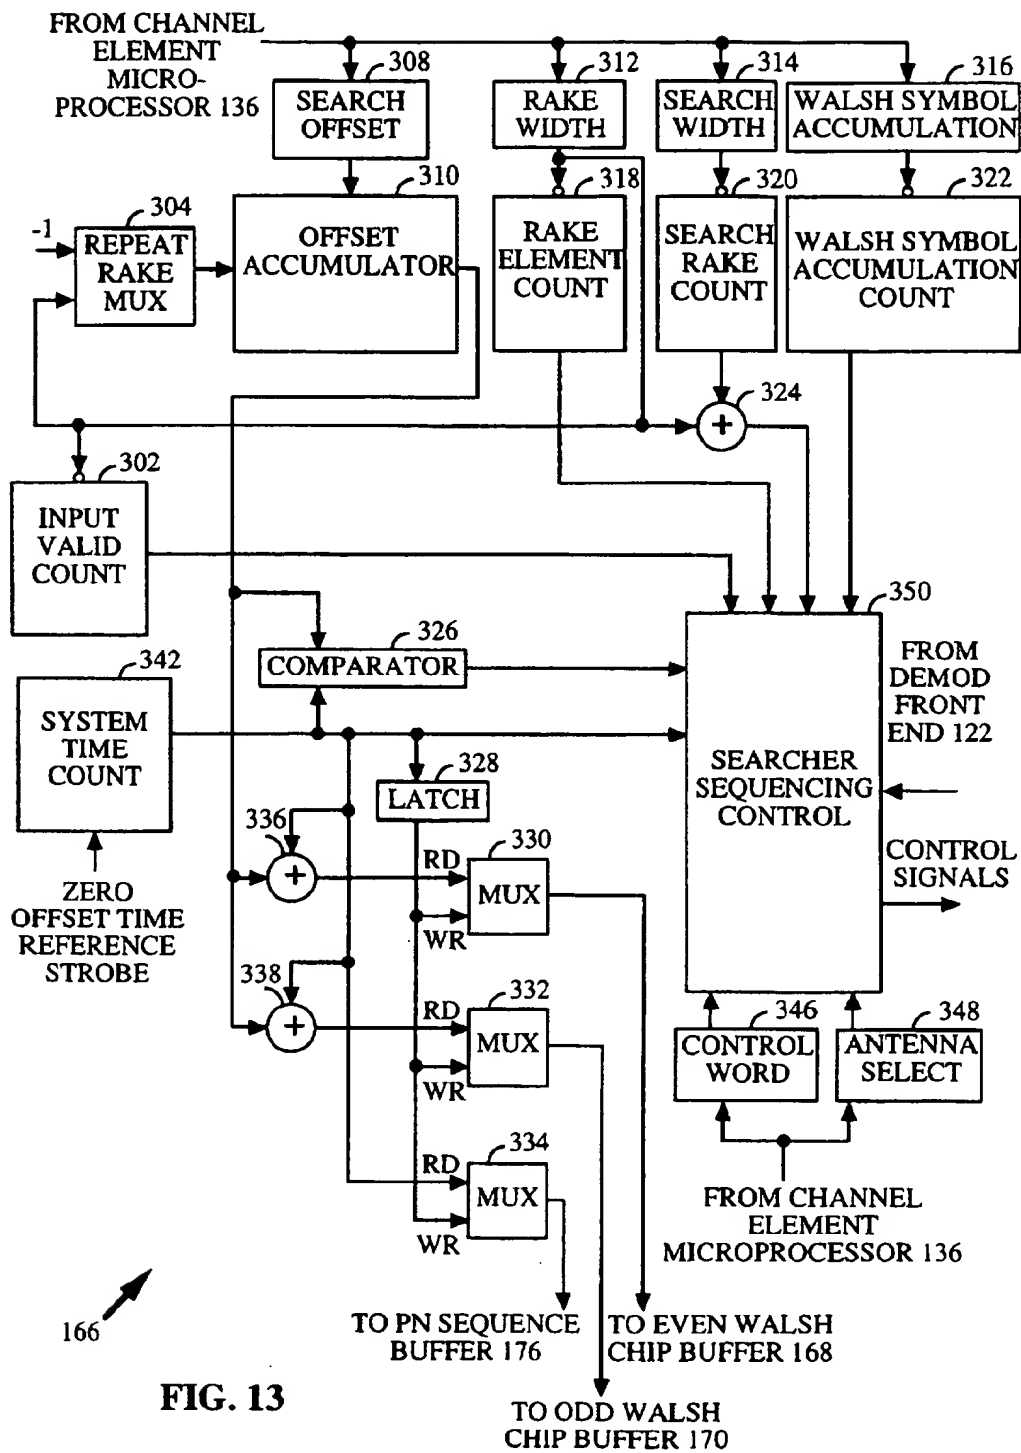 FROM CHANNEL
ELEMENT
MICRO-
PROCESSOR 136
308
SEARCH
OFFSET
312
RAKE
WIDTH
314
SEARCH
WIDTH
316
WALSH SYMBOL
ACCUMULATION
304
-1
REPEAT
RAKE
MUX
310
OFFSET
ACCUMULATOR
318
RAKE
ELEMENT
COUNT
320
SEARCH
RAKE
COUNT
322
WALSH SYMBOL
ACCUMULATION
COUNT
324
+
302
INPUT
VALID
COUNT
342
SYSTEM
TIME
COUNT
ZERO
OFFSET TIME
REFERENCE
STROBE
326
COMPARATOR
328
LATCH
336
+
RD
330
MUX
WR
338
+
RD
332
MUX
WR
RD
334
MUX
WR
350
SEARCHER
SEQUENCING
CONTROL
FROM
DEMOD
FRONT
END 122
CONTROL
SIGNALS
346
CONTROL
WORD
348
ANTENNA
SELECT
FROM CHANNEL
ELEMENT
MICROPROCESSOR 136
166
TO PN SEQUENCE
BUFFER 176
TO EVEN WALSH
CHIP BUFFER 168
TO ODD WALSH
CHIP BUFFER 170
FIG. 13